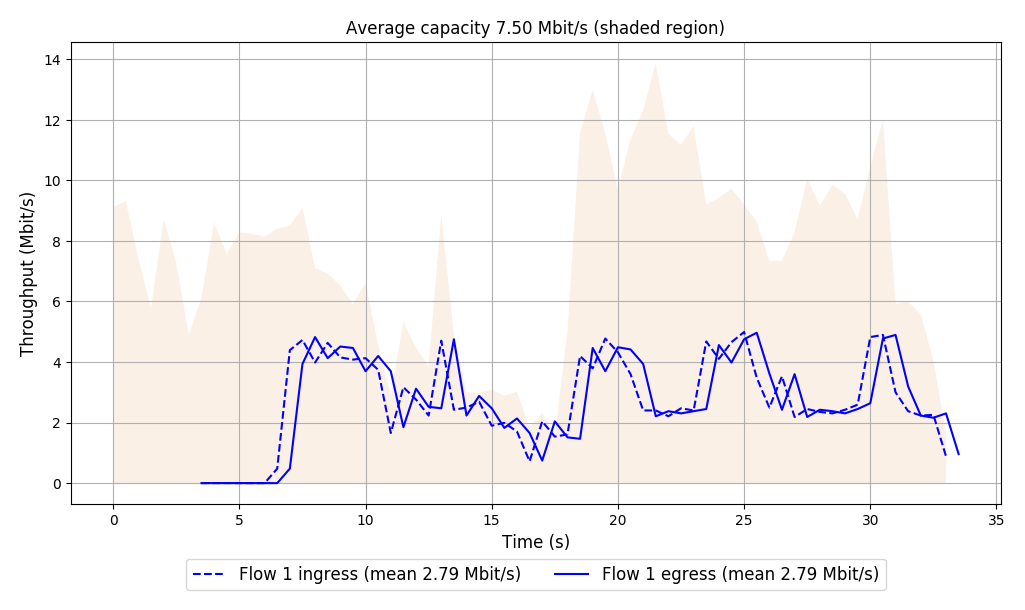 Average capacity 7.50 Mbit/s (shaded region)
14
12
10
8
6
4
2
0
Throughput (Mbit/s)
0 5 10 15 20 25 30 35
Time (s)
Flow 1 ingress (mean 2.79 Mbit/s) Flow 1 egress (mean 2.79 Mbit/s)